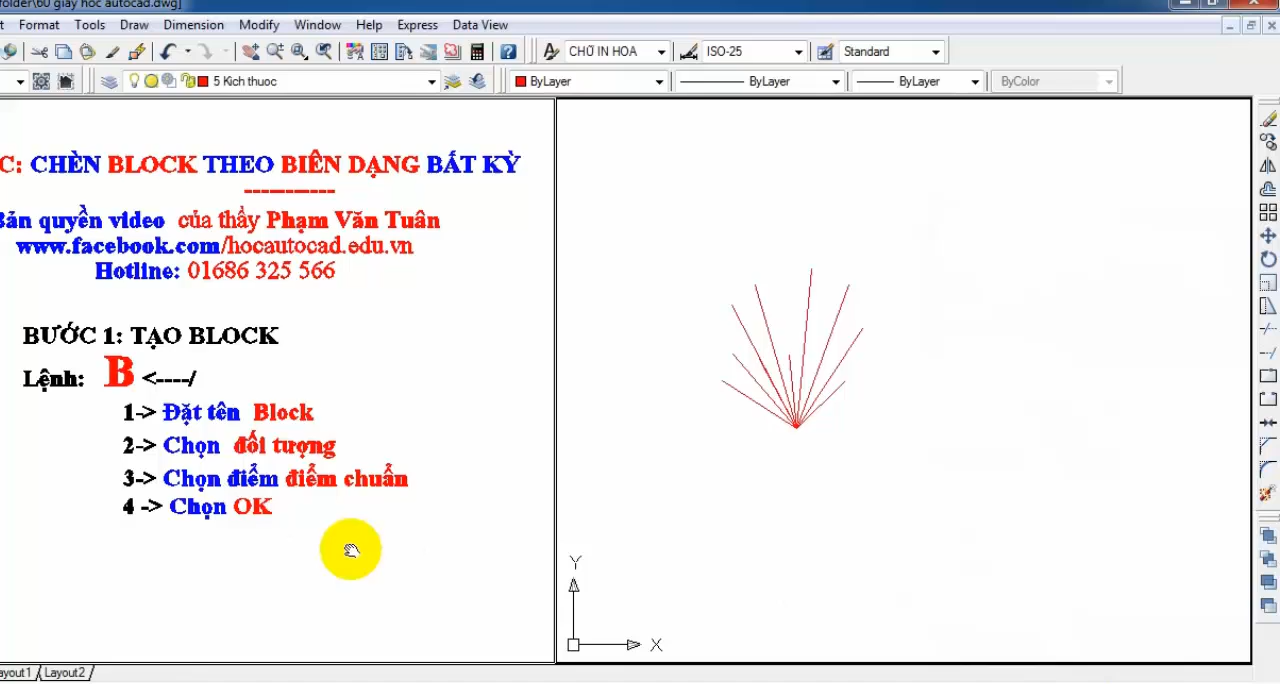 folder\60 giay hoc autocad.dwg]
Format Tools Draw Dimension Modify Window Help Express Data View
CHỮ IN HOA ISO-25 Standard
5 Kich thuoc ByLayer ByLayer ByLayer ByColor
C: CHÈN BLOCK THEO BIÊN DẠNG BẤT KỲ
-----------
Bản quyền video của thầy Phạm Văn Tuân
www.facebook.com/hocautocad.edu.vn
Hotline: 01686 325 566
BƯỚC 1: TẠO BLOCK
Lệnh: B <----/
1-> Đặt tên Block
2-> Chọn đối tượng
3-> Chọn điểm điểm chuẩn
4 -> Chọn OK
Y
X
ayout1 Layout2